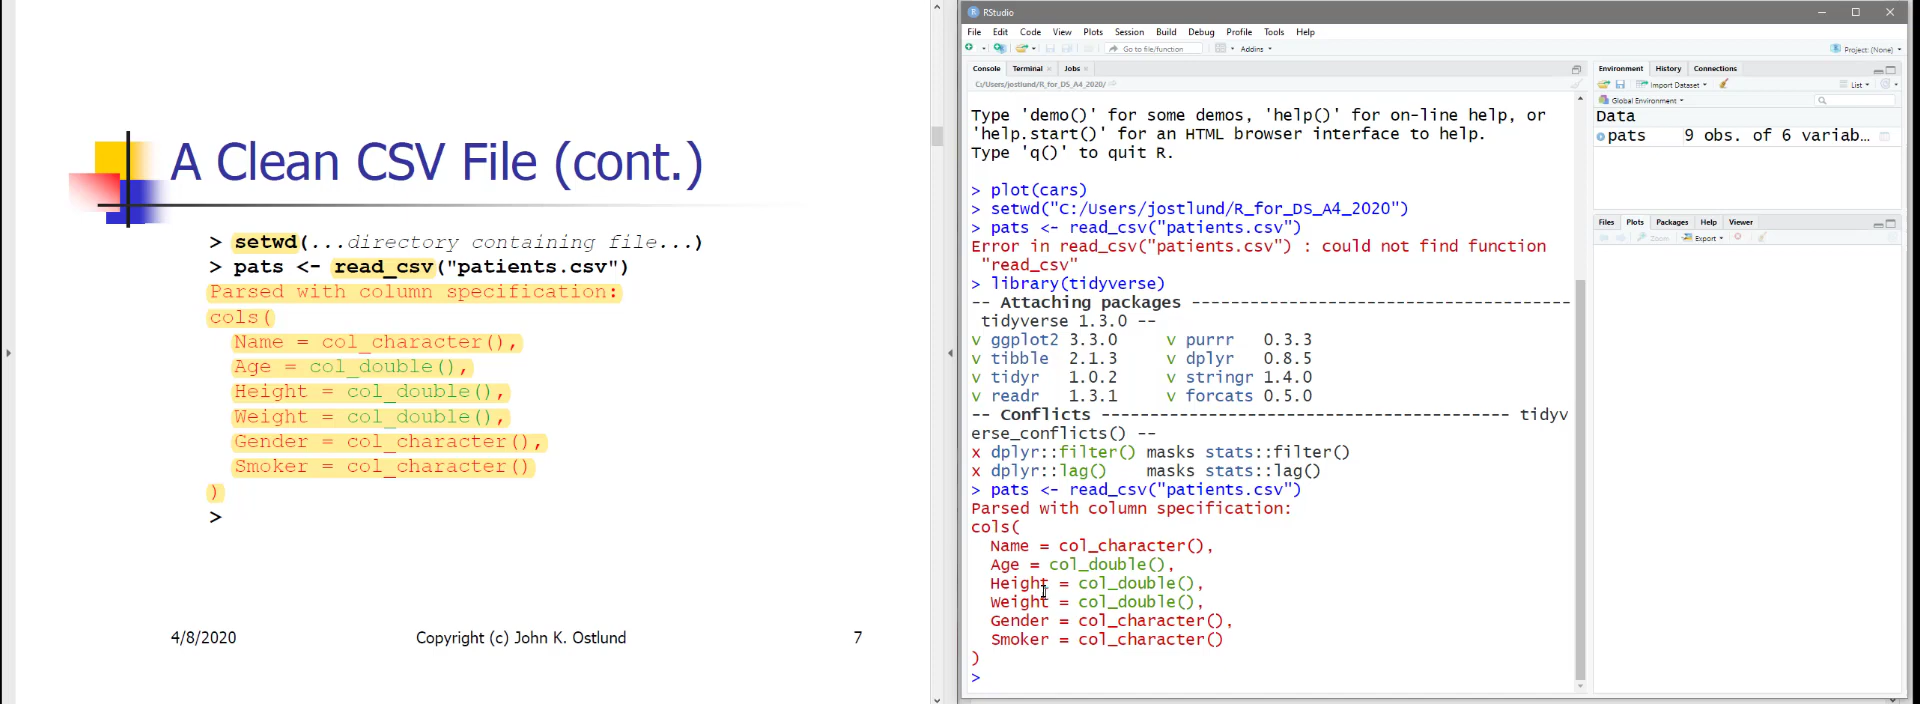 A Clean CSV File (cont.)
> setwd(...directory containing file...)
> pats <- read_csv("patients.csv")
Parsed with column specification:
cols(
  Name = col_character(),
  Age = col_double(),
  Height = col_double(),
  Weight = col_double(),
  Gender = col_character(),
  Smoker = col_character()
)
>
4/8/2020
Copyright (c) John K. Ostlund
7
RStudio
File Edit Code View Plots Session Build Debug Profile Tools Help
Go to file/function Addins
Project: (None)
Console Terminal Jobs
C:/Users/jostlund/R_for_DS_A4_2020/
Type 'demo()' for some demos, 'help()' for on-line help, or
'help.start()' for an HTML browser interface to help.
Type 'q()' to quit R.
> plot(cars)
> setwd("C:/Users/jostlund/R_for_DS_A4_2020")
> pats <- read_csv("patients.csv")
Error in read_csv("patients.csv") : could not find function
 "read_csv"
> library(tidyverse)
-- Attaching packages ---------------------------------------
 tidyverse 1.3.0 --
v ggplot2 3.3.0     v purrr   0.3.3
v tibble  2.1.3     v dplyr   0.8.5
v tidyr   1.0.2     v stringr 1.4.0
v readr   1.3.1     v forcats 0.5.0
-- Conflicts ------------------------------------------ tidyv
erse_conflicts() --
x dplyr::filter() masks stats::filter()
x dplyr::lag()    masks stats::lag()
> pats <- read_csv("patients.csv")
Parsed with column specification:
cols(
  Name = col_character(),
  Age = col_double(),
  Height = col_double(),
  Weight = col_double(),
  Gender = col_character(),
  Smoker = col_character()
)
>
Environment History Connections
Import Dataset List
Global Environment
Data
pats 9 obs. of 6 variab...
Files Plots Packages Help Viewer
Zoom Export